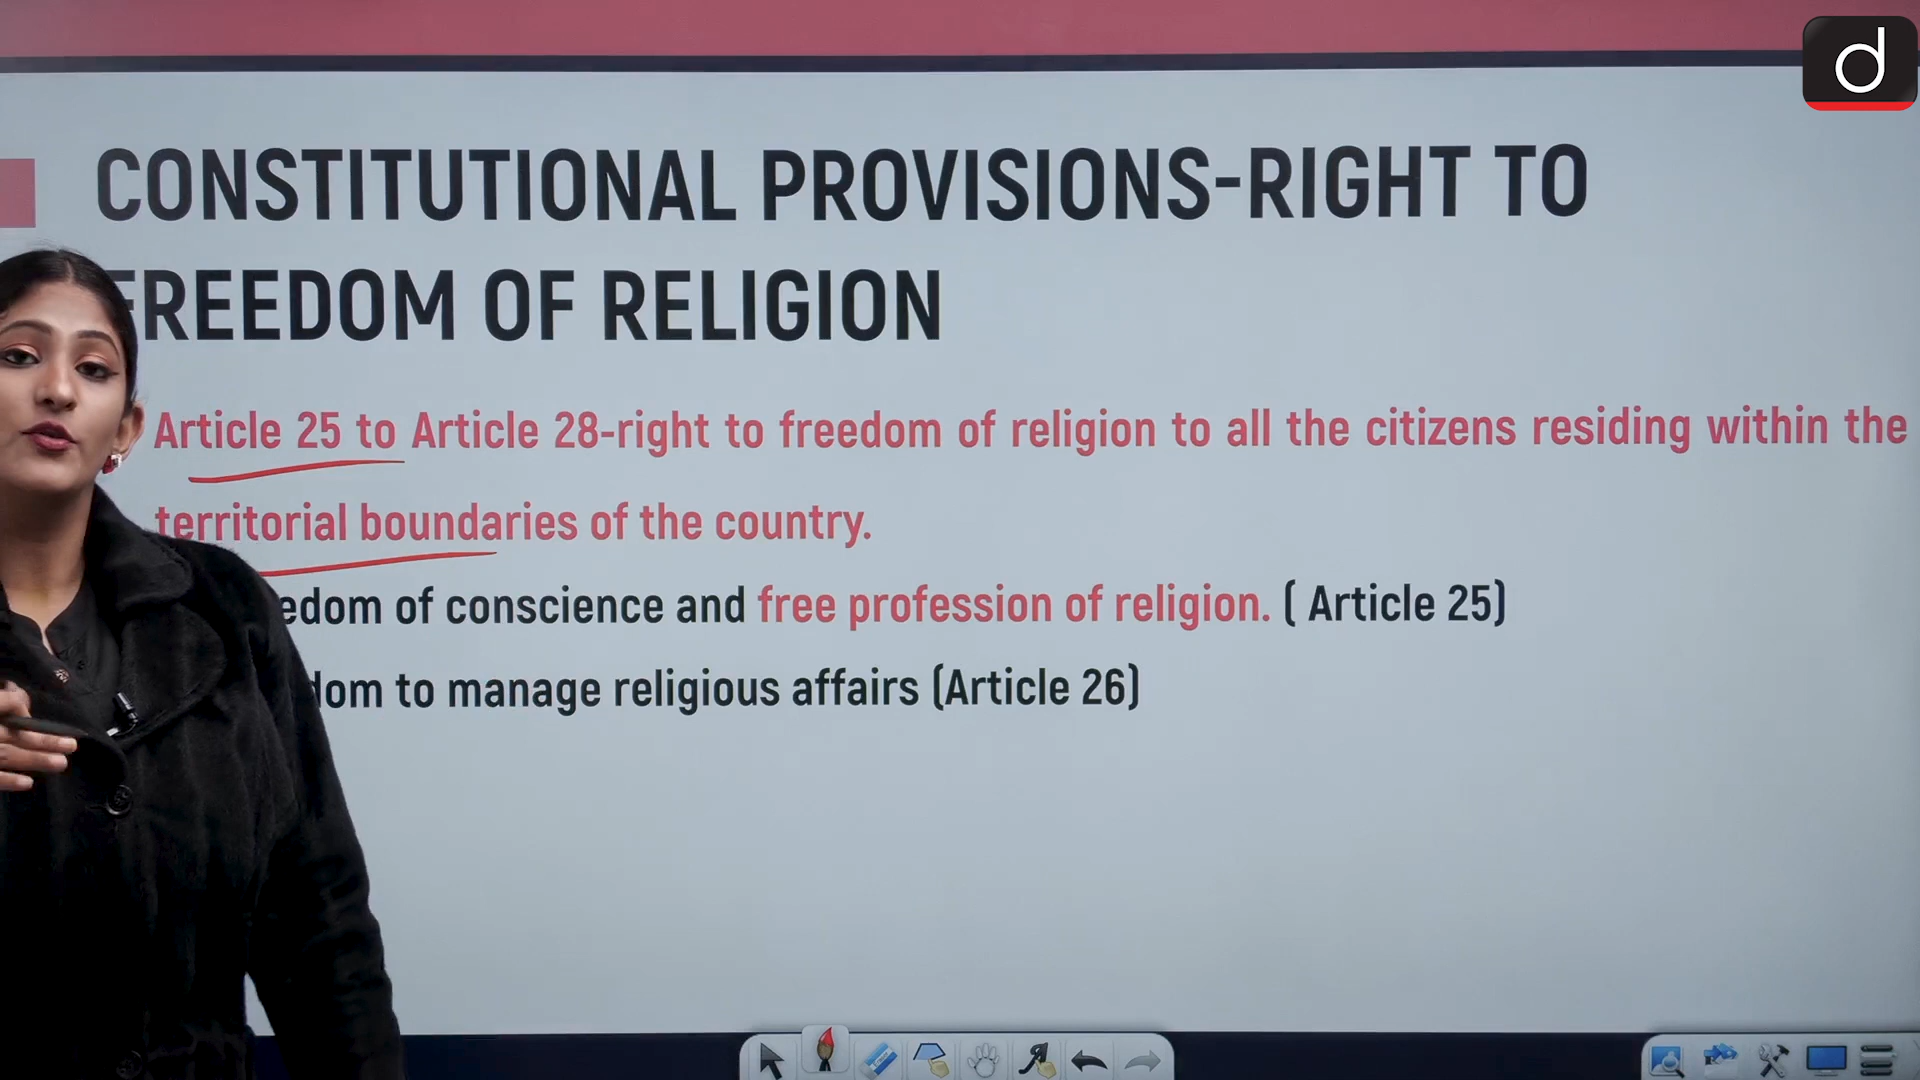 d
CONSTITUTIONAL PROVISIONS-RIGHT TO
FREEDOM OF RELIGION
Article 25 to Article 28-right to freedom of religion to all the citizens residing within the
territorial boundaries of the country.
edom of conscience and free profession of religion. ( Article 25)
dom to manage religious affairs (Article 26)